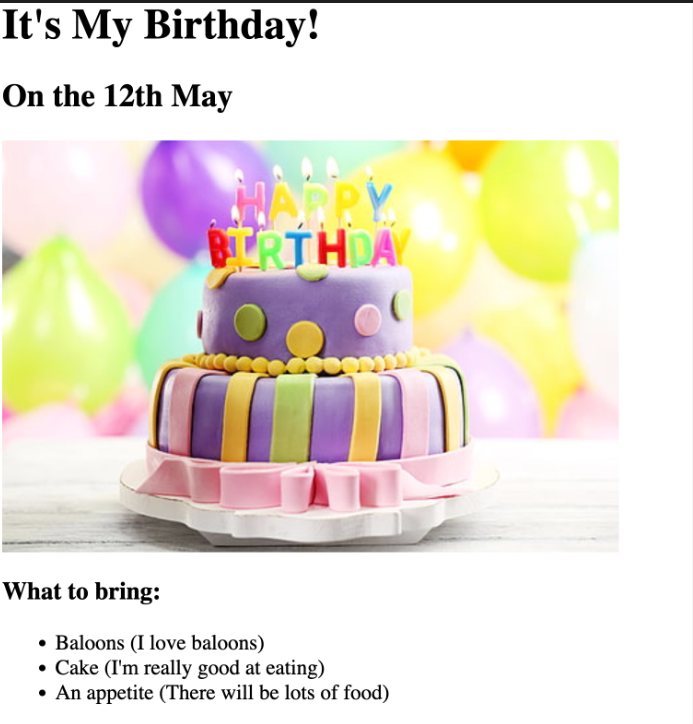 It's My Birthday!
On the 12th May
HAPPY
BIRTHDAY
What to bring:
• Baloons (I love baloons)
• Cake (I'm really good at eating)
• An appetite (There will be lots of food)